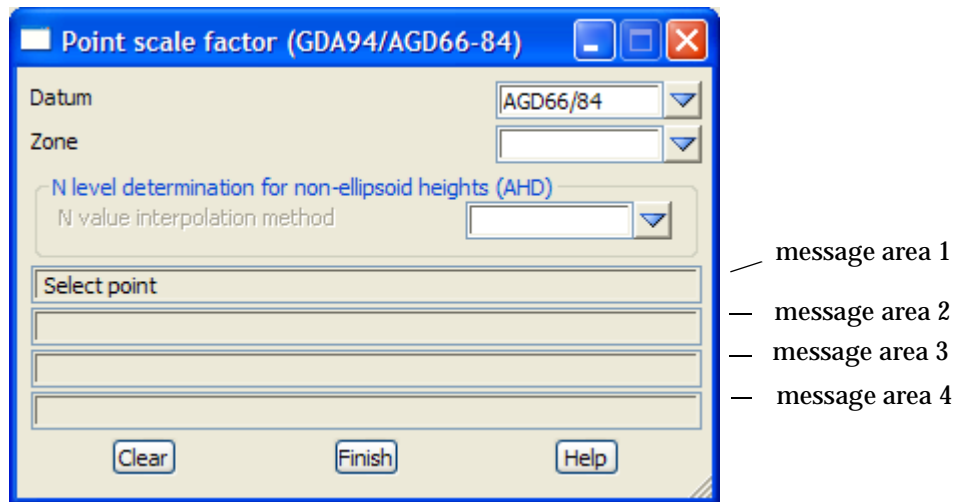 Point scale factor (GDA94/AGD66-84)
Datum AGD66/84
Zone
N level determination for non-ellipsoid heights (AHD)
N value interpolation method
Select point
message area 1
message area 2
message area 3
message area 4
Clear Finish Help